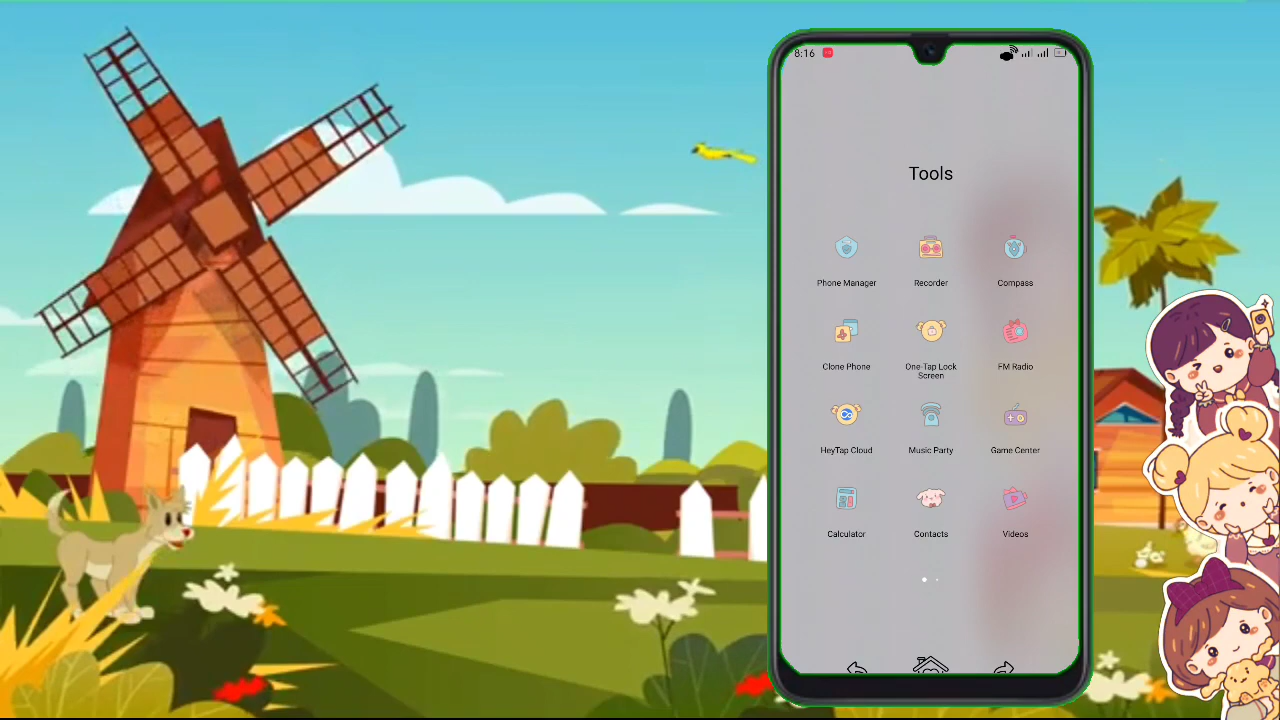 8:16
Tools
Phone Manager
Recorder
Compass
Clone Phone
One-Tap Lock
Screen
FM Radio
HeyTap Cloud
Music Party
Game Center
Calculator
Contacts
Videos